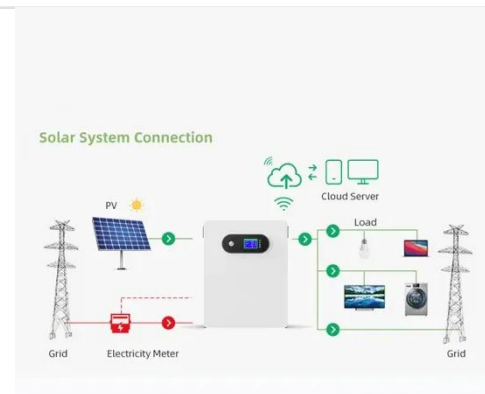 Solar System Connection
Cloud Server
PV
Load
Grid
Electricity Meter
Grid